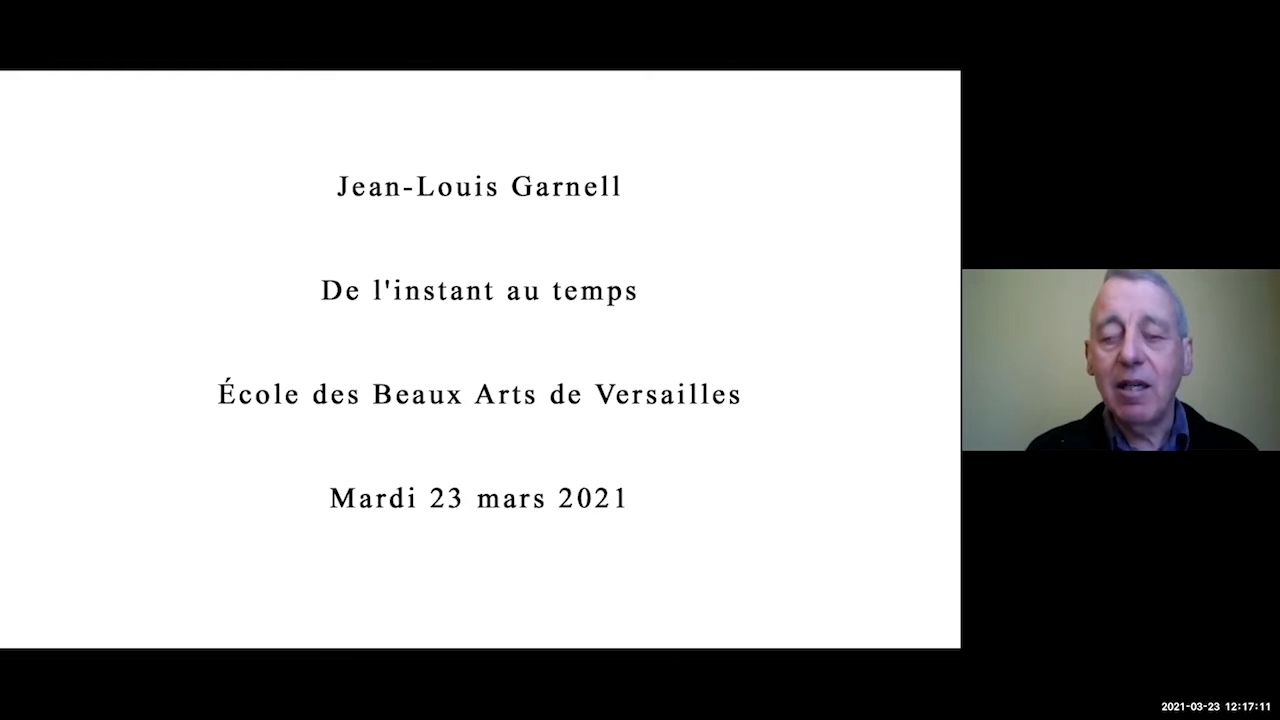 Jean-Louis Garnell
De l'instant au temps
École des Beaux Arts de Versailles
Mardi 23 mars 2021
2021-03-23 12:17:11